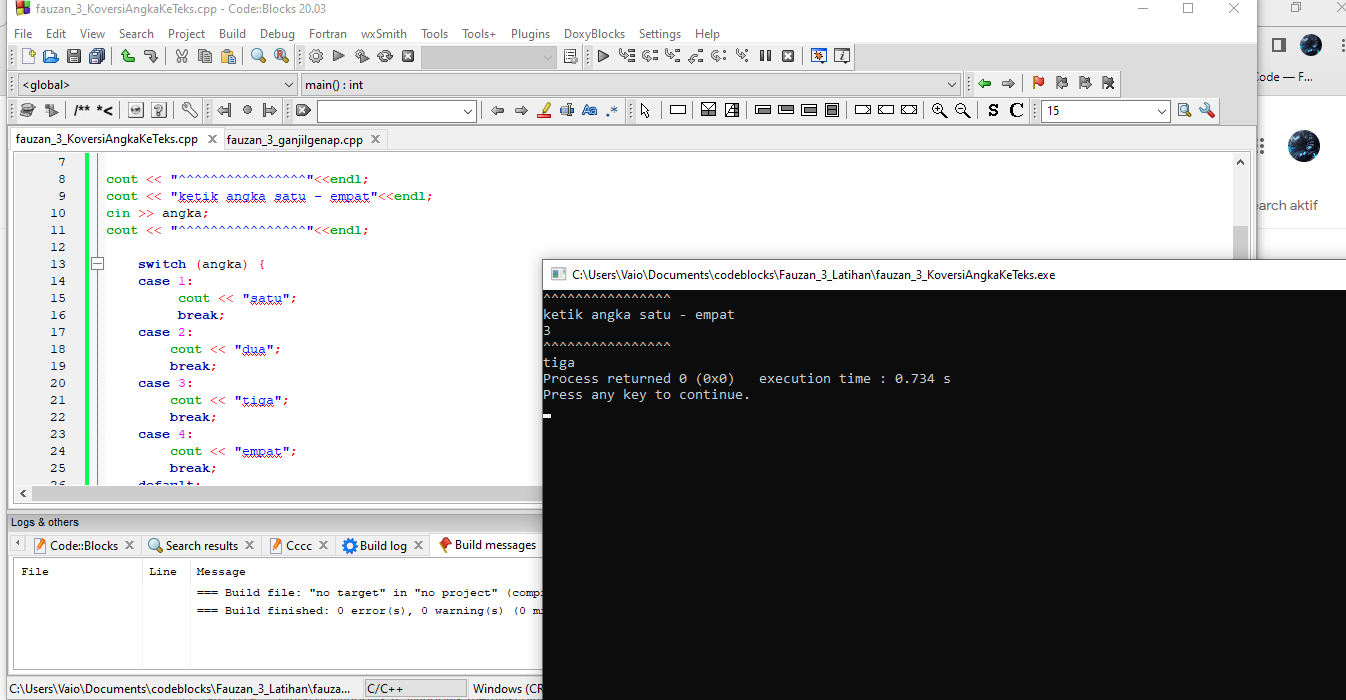 fauzan_3_KoversiAngkaKeTeks.cpp - Code::Blocks 20.03
File Edit View Search Project Build Debug Fortran wxSmith Tools Tools+ Plugins DoxyBlocks Settings Help
<global> main() : int
/** *< Aa .* S C 15
fauzan_3_KoversiAngkaKeTeks.cpp fauzan_3_ganjilgenap.cpp
7
8 cout << "^^^^^^^^^^^^^^^^"<<endl;
9 cout << "ketik angka satu - empat"<<endl;
10 cin >> angka;
11 cout << "^^^^^^^^^^^^^^^^"<<endl;
12
13 switch (angka) {
14 case 1:
15 cout << "satu";
16 break;
17 case 2:
18 cout << "dua";
19 break;
20 case 3:
21 cout << "tiga";
22 break;
23 case 4:
24 cout << "empat";
25 break;
26 default:
C:\Users\Vaio\Documents\codeblocks\Fauzan_3_Latihan\fauzan_3_KoversiAngkaKeTeks.exe
^^^^^^^^^^^^^^^^
ketik angka satu - empat
3
^^^^^^^^^^^^^^^^
tiga
Process returned 0 (0x0) execution time : 0.734 s
Press any key to continue.
Logs & others
Code::Blocks Search results Cccc Build log Build messages
File Line Message
=== Build file: "no target" in "no project" (compi
=== Build finished: 0 error(s), 0 warning(s) (0 mi
C:\Users\Vaio\Documents\codeblocks\Fauzan_3_Latihan\fauza... C/C++ Windows (CR
ode — F...
earch aktif